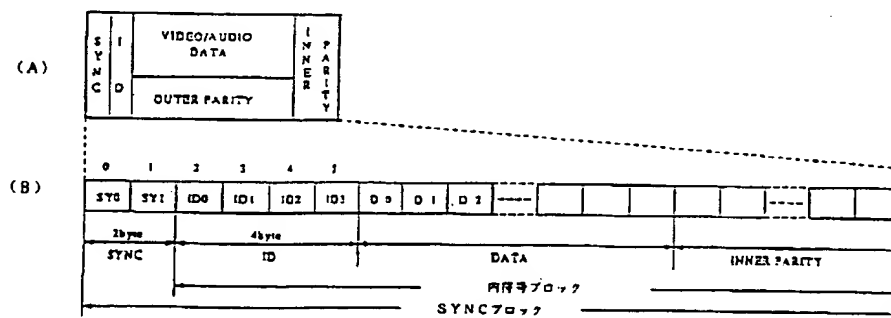 (A)
SYNC
ID
VIDEO/AUDIO
DATA
OUTER PARITY
INNER
PARITY
(B)
0 1 2 3 4 5
SY0 SY1 ID0 ID1 ID2 ID3 D0 D1 D2
2byte 4byte
SYNC ID DATA INNER PARITY
内符号ブロック
SYNCブロック